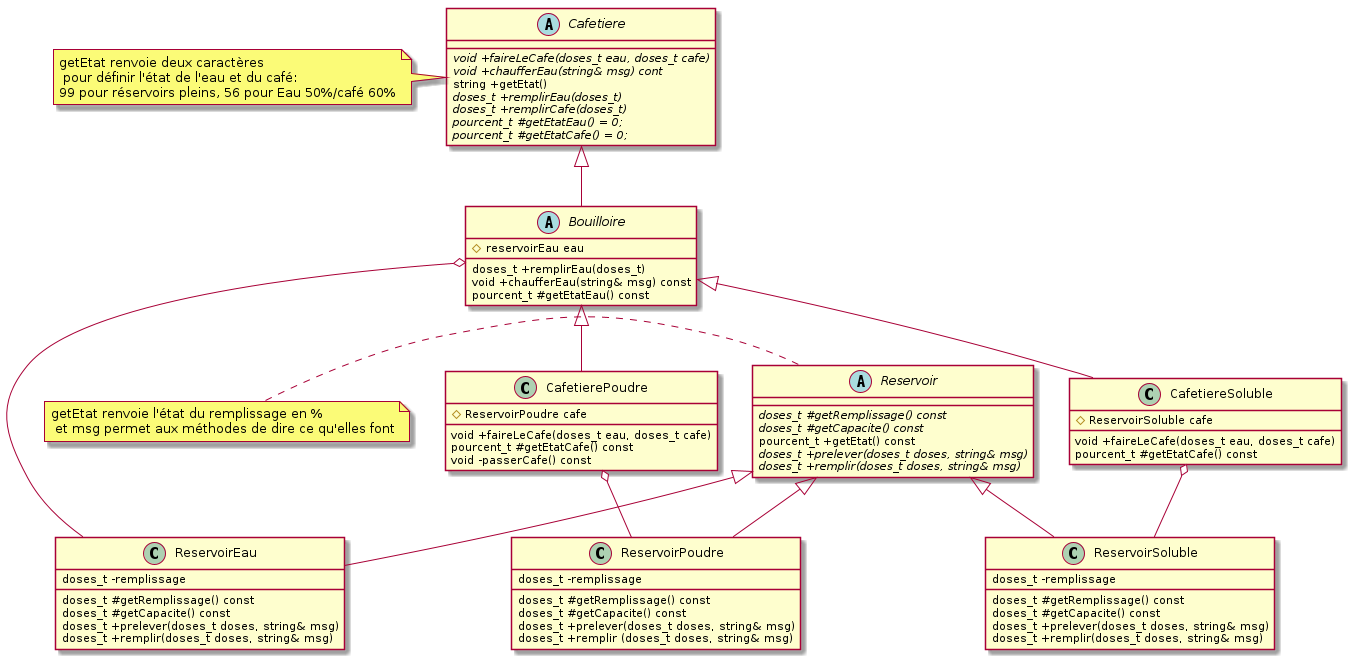 A Cafetiere
void +faireLeCafe(doses_t eau, doses_t cafe)
void +chaufferEau(string& msg) cont
string +getEtat()
doses_t +remplirEau(doses_t)
doses_t +remplirCafe(doses_t)
pourcent_t #getEtatEau() = 0;
pourcent_t #getEtatCafe() = 0;
getEtat renvoie deux caractères
pour définir l'état de l'eau et du café:
99 pour réservoirs pleins, 56 pour Eau 50%/café 60%
A Bouilloire
reservoirEau eau
doses_t +remplirEau(doses_t)
void +chaufferEau(string& msg) const
pourcent_t #getEtatEau() const
getEtat renvoie l'état du remplissage en %
et msg permet aux méthodes de dire ce qu'elles font
C CafetierePoudre
ReservoirPoudre cafe
void +faireLeCafe(doses_t eau, doses_t cafe)
pourcent_t #getEtatCafe() const
void -passerCafe() const
A Reservoir
doses_t #getRemplissage() const
doses_t #getCapacite() const
pourcent_t +getEtat() const
doses_t +prelever(doses_t doses, string& msg)
doses_t +remplir(doses_t doses, string& msg)
C CafetiereSoluble
ReservoirSoluble cafe
void +faireLeCafe(doses_t eau, doses_t cafe)
pourcent_t #getEtatCafe() const
C ReservoirEau
doses_t -remplissage
doses_t #getRemplissage() const
doses_t #getCapacite() const
doses_t +prelever(doses_t doses, string& msg)
doses_t +remplir(doses_t doses, string& msg)
C ReservoirPoudre
doses_t -remplissage
doses_t #getRemplissage() const
doses_t #getCapacite() const
doses_t +prelever(doses_t doses, string& msg)
doses_t +remplir (doses_t doses, string& msg)
C ReservoirSoluble
doses_t -remplissage
doses_t #getRemplissage() const
doses_t #getCapacite() const
doses_t +prelever(doses_t doses, string& msg)
doses_t +remplir(doses_t doses, string& msg)